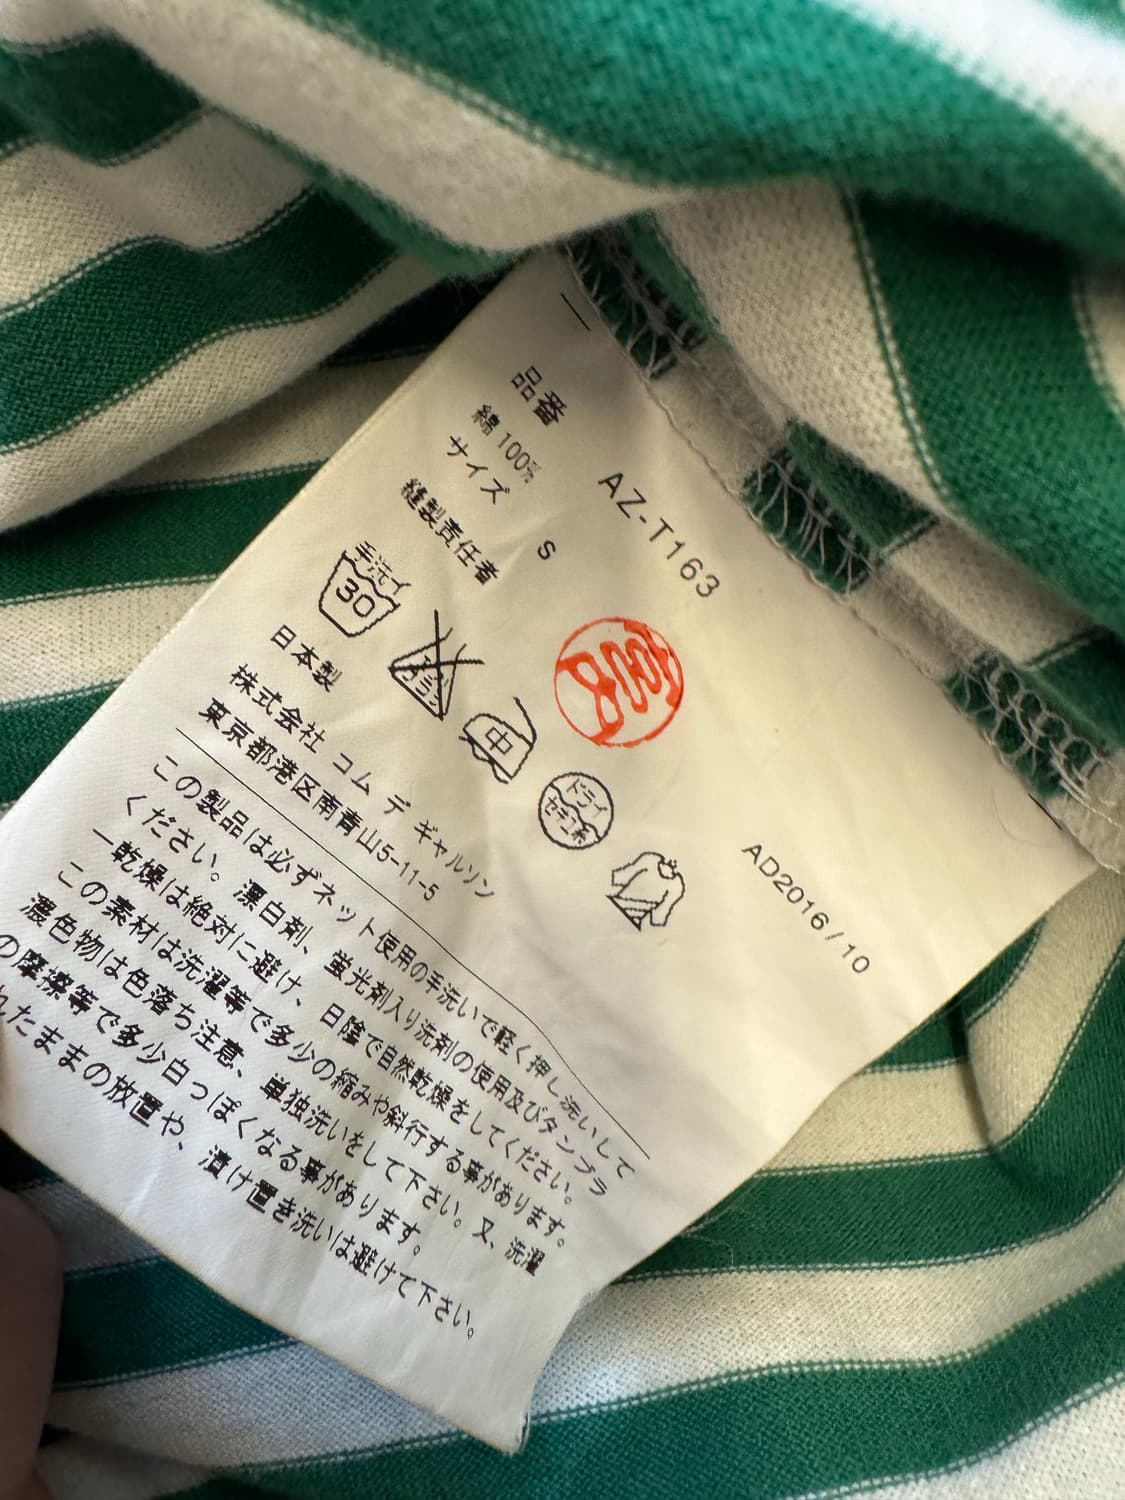 品番 AZ-T163
綿 100%
サイズ S
縫製責任者
手洗イ
30
エンソサラシ
中
ドライ
セキユ系
日本製
株式会社 コム デ ギャルソン
東京都港区南青山5-11-5
AD2016/10
この製品は必ずネット使用の手洗いで軽く押し洗いして
ください。漂白剤、蛍光剤入り洗剤の使用及びタンブラ
ー乾燥は絶対に避け、日陰で自然乾燥をしてください。
この素材は洗濯等で多少の縮みや斜行する事があります。
濃色物は色落ち注意、単独洗いをして下さい。又、洗濯
の摩擦等で多少白っぽくなる事があります。
れたままの放置や、漬け置き洗いは避けて下さい。